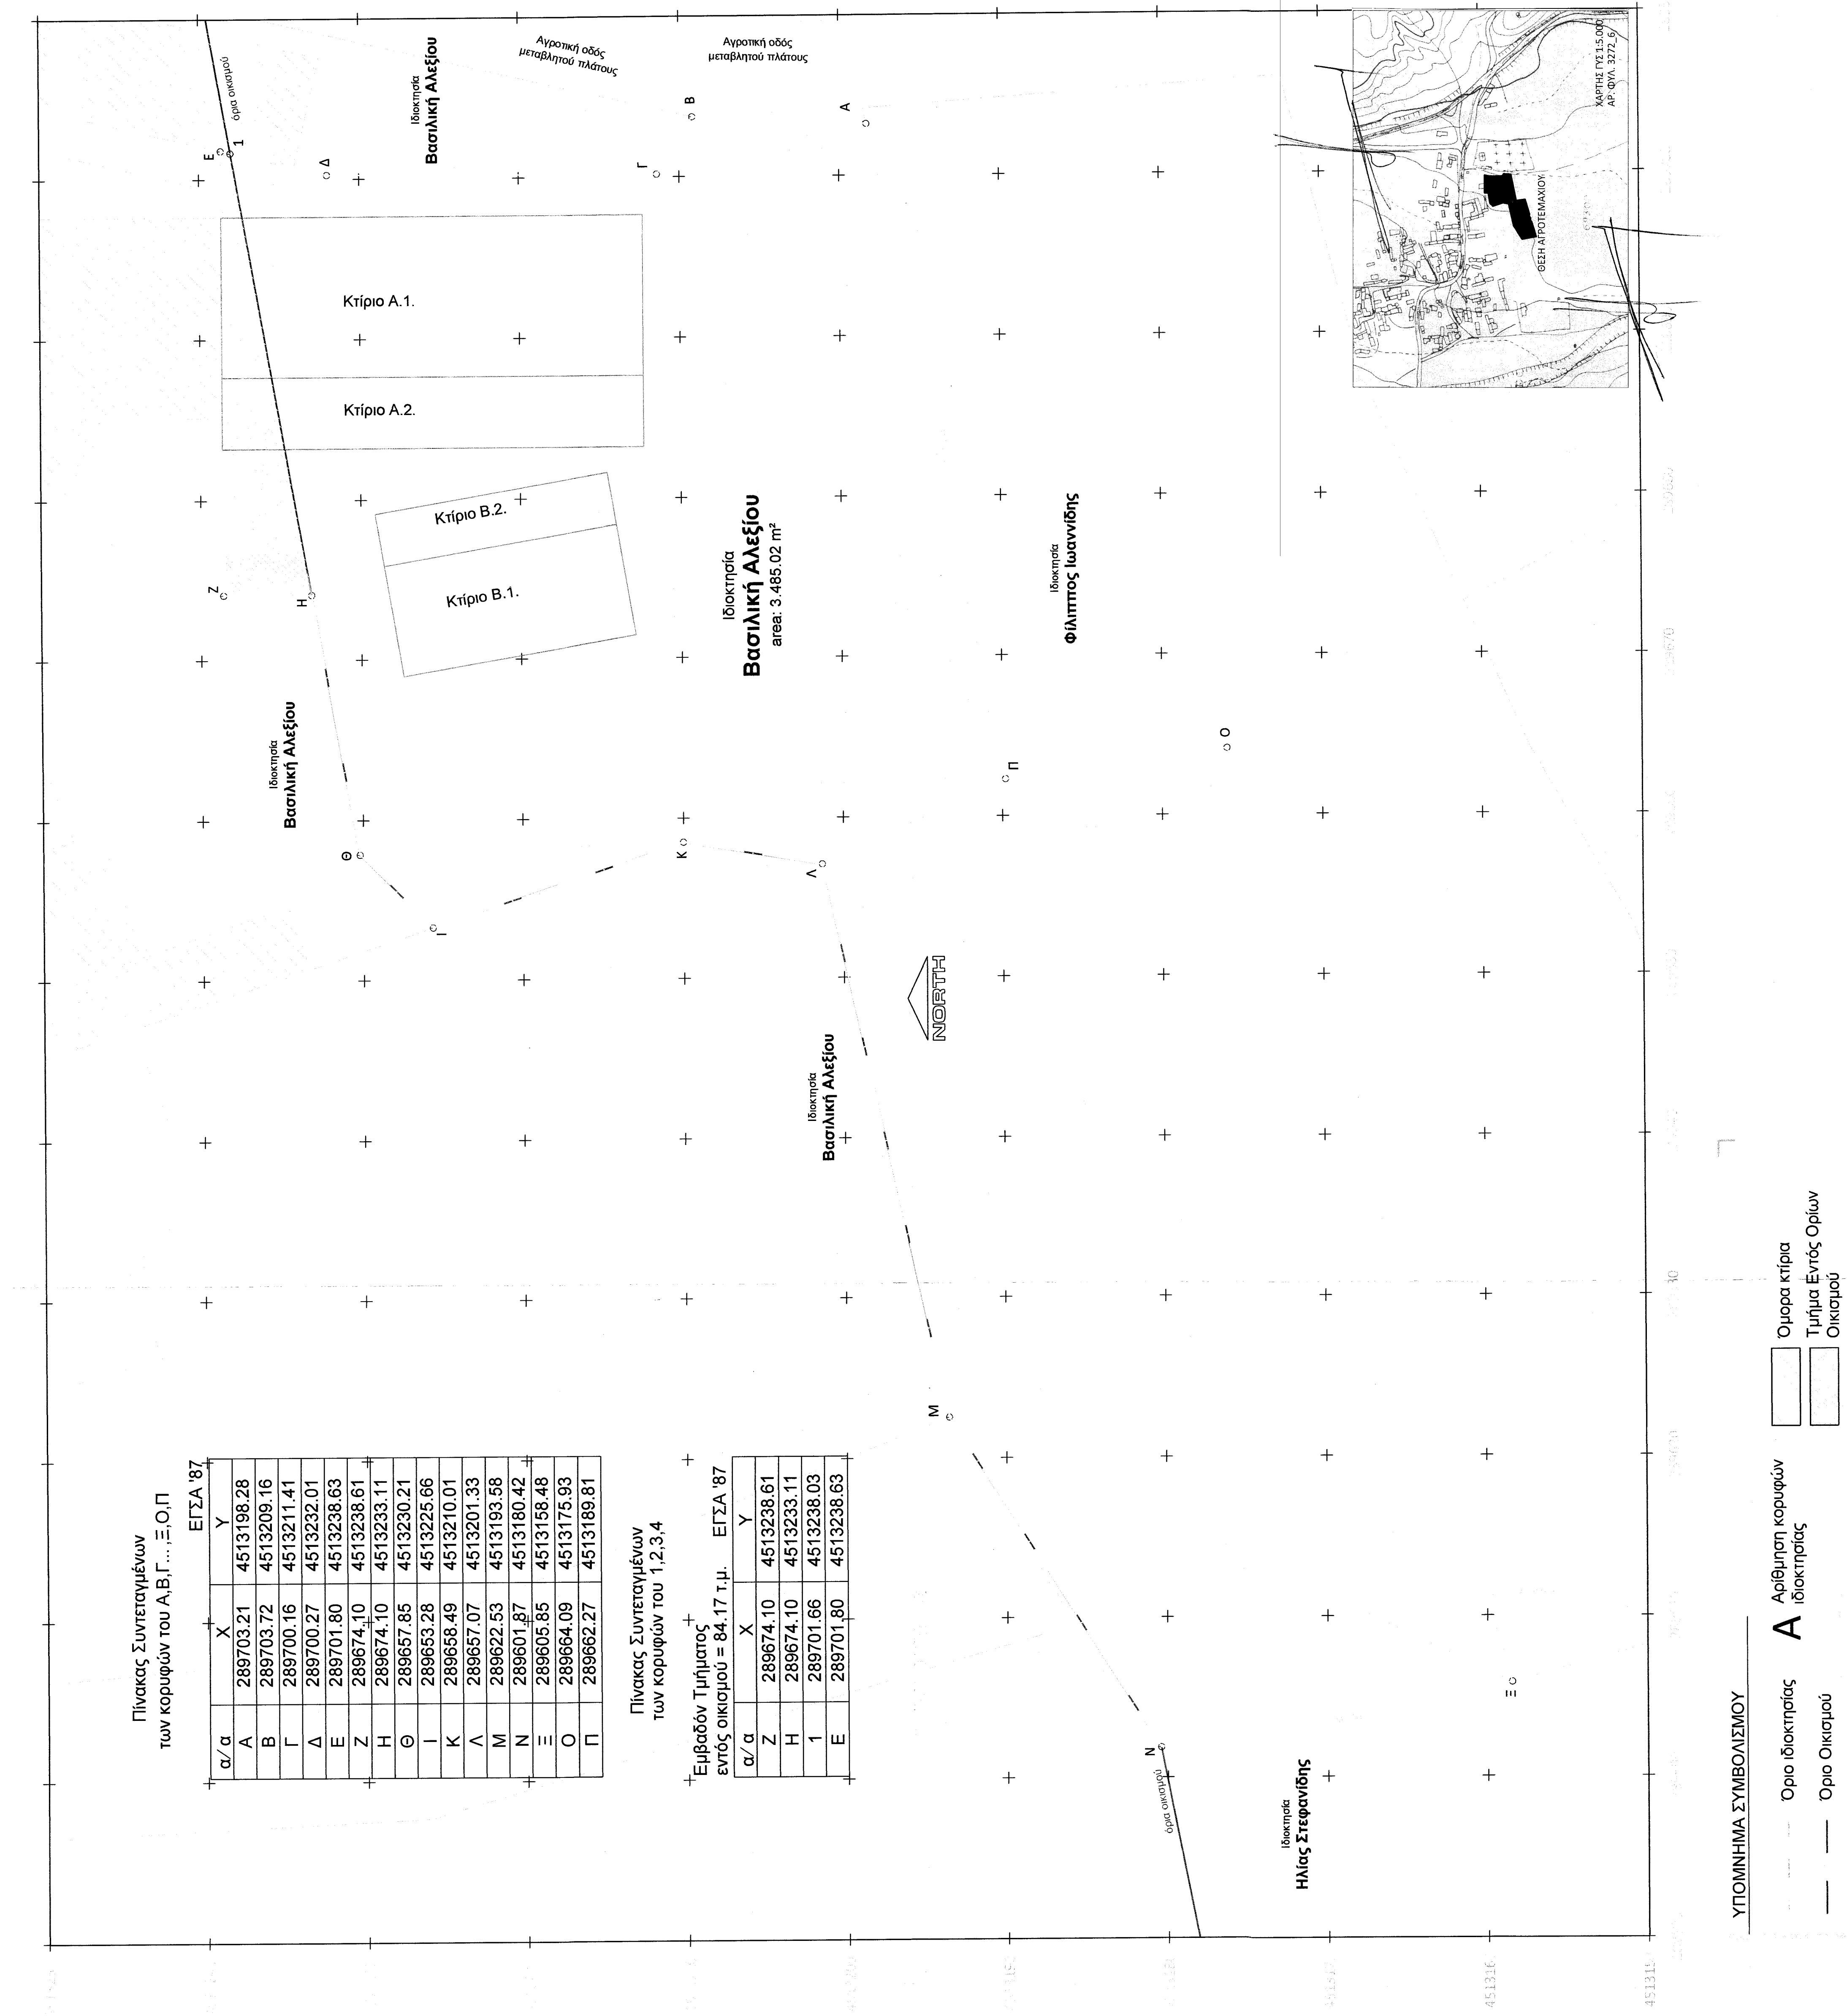 Πίνακας Συντεταγμένων
των κορυφών του Α,Β,Γ...,Ξ,Ο,Π
ΕΓΣΑ '87
α/α X Y
Α 289703.21 4513198.28
Β 289703.72 4513209.16
Γ 289700.16 4513211.41
Δ 289700.27 4513232.01
Ε 289701.80 4513238.63
Ζ 289674.10 4513238.61
Η 289674.10 4513233.11
Θ 289657.85 4513230.21
Ι 289653.28 4513225.66
Κ 289658.49 4513210.01
Λ 289657.07 4513201.33
Μ 289622.53 4513193.58
Ν 289601.87 4513180.42
Ξ 289605.85 4513158.48
Ο 289664.09 4513175.93
Π 289662.27 4513189.81
Πίνακας Συντεταγμένων
των κορυφών του 1,2,3,4
Εμβαδόν Τμήματος
εντός οικισμού = 84.17 τ.μ. ΕΓΣΑ '87
α/α X Y
Ζ 289674.10 4513238.61
Η 289674.10 4513233.11
1 289701.66 4513238.03
Ε 289701.80 4513238.63
Ε
1
όρια οικισμού
Δ
Γ
Β
Α
Ζ
Η
Θ
Ι
Κ
Λ
Μ
Ν
Ξ
Ο
Π
Ιδιοκτησία
Βασιλική Αλεξίου
Αγροτική οδός
μεταβλητού πλάτους
Αγροτική οδός
μεταβλητού πλάτους
Κτίριο Α.1.
Κτίριο Α.2.
Κτίριο Β.2.
Κτίριο Β.1.
Ιδιοκτησία
Βασιλική Αλεξίου
Ιδιοκτησία
Βασιλική Αλεξίου
area: 3.485.02 m²
Ιδιοκτησία
Φίλιππος Ιωαννίδης
Ιδιοκτησία
Βασιλική Αλεξίου
NORTH
όρια οικισμού
Ιδιοκτησία
Ηλίας Στεφανίδης
ΘΕΣΗ ΑΓΡΟΤΕΜΑΧΙΟΥ
ΧΑΡΤΗΣ ΓΥΣ 1:5.000
ΑΡ. ΦΥΛ. 3272_6
451316
451315
ΥΠΟΜΝΗΜΑ ΣΥΜΒΟΛΙΣΜΟΥ
Όριο ιδιοκτησίας
Όριο Οικισμού
Α Αρίθμηση κορυφών
ιδιοκτησίας
Όμορα κτίρια
Τμήμα Εντός Ορίων
Οικισμού